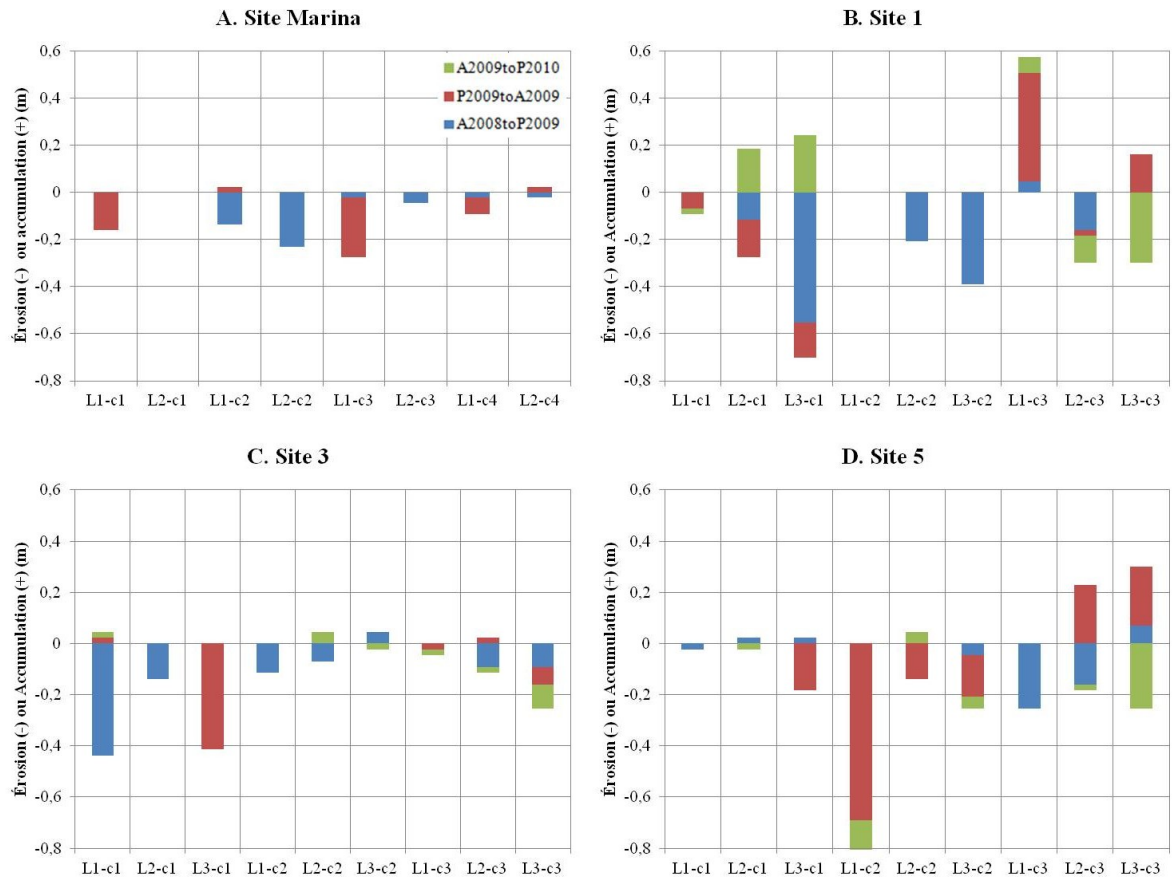 A. Site Marina
Érosion (-) ou accumulation (+) (m)
0,6
0,4
0,2
0
-0,2
-0,4
-0,6
-0,8
A2009toP2010
P2009toA2009
A2008toP2009
L1-c1 L2-c1 L1-c2 L2-c2 L1-c3 L2-c3 L1-c4 L2-c4
B. Site 1
Érosion (-) ou Accumulation (+) (m)
0,6
0,4
0,2
0
-0,2
-0,4
-0,6
-0,8
L1-c1 L2-c1 L3-c1 L1-c2 L2-c2 L3-c2 L1-c3 L2-c3 L3-c3
C. Site 3
Érosion (-) ou Accumulation (+) (m)
0,6
0,4
0,2
0
-0,2
-0,4
-0,6
-0,8
L1-c1 L2-c1 L3-c1 L1-c2 L2-c2 L3-c2 L1-c3 L2-c3 L3-c3
D. Site 5
Érosion (-) ou Accumulation (+) (m)
0,6
0,4
0,2
0
-0,2
-0,4
-0,6
-0,8
L1-c1 L2-c1 L3-c1 L1-c2 L2-c2 L3-c2 L1-c3 L2-c3 L3-c3